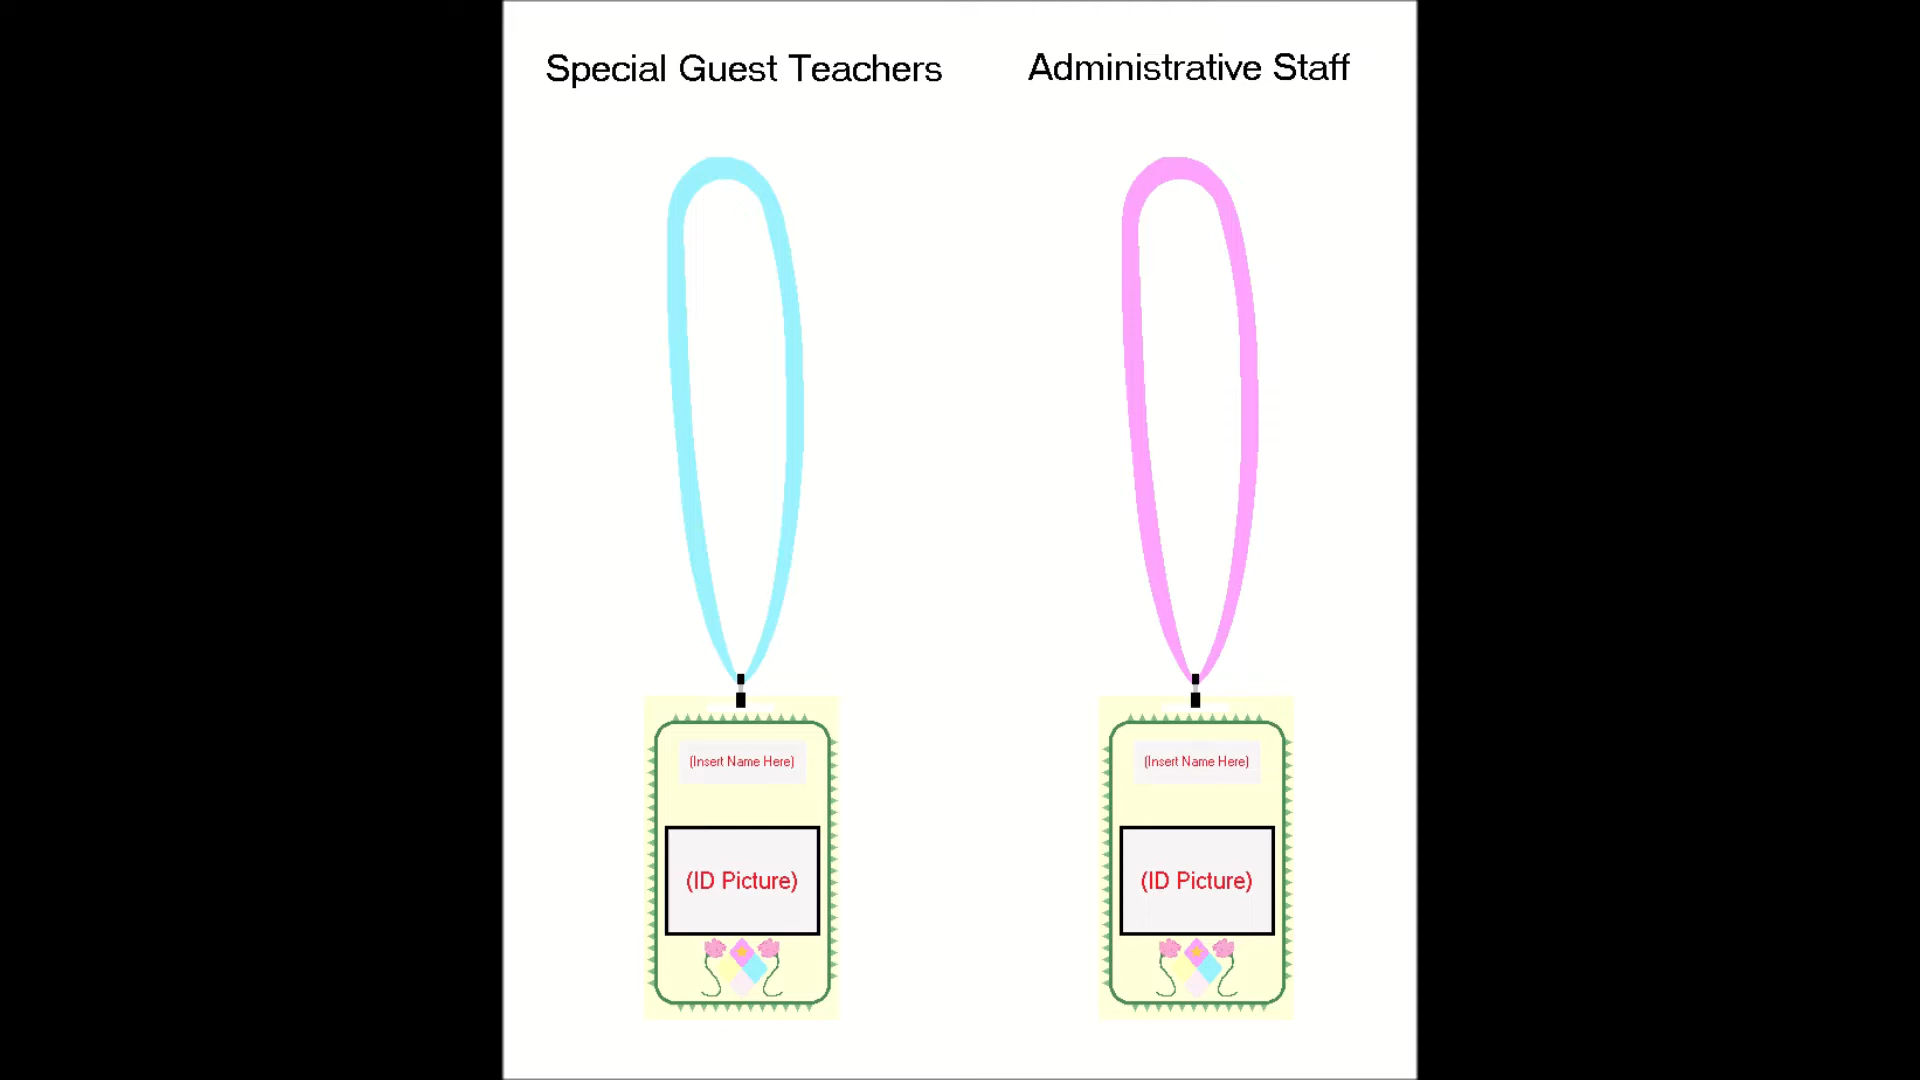 Special Guest Teachers
Administrative Staff
(Insert Name Here)
(Insert Name Here)
(ID Picture)
(ID Picture)